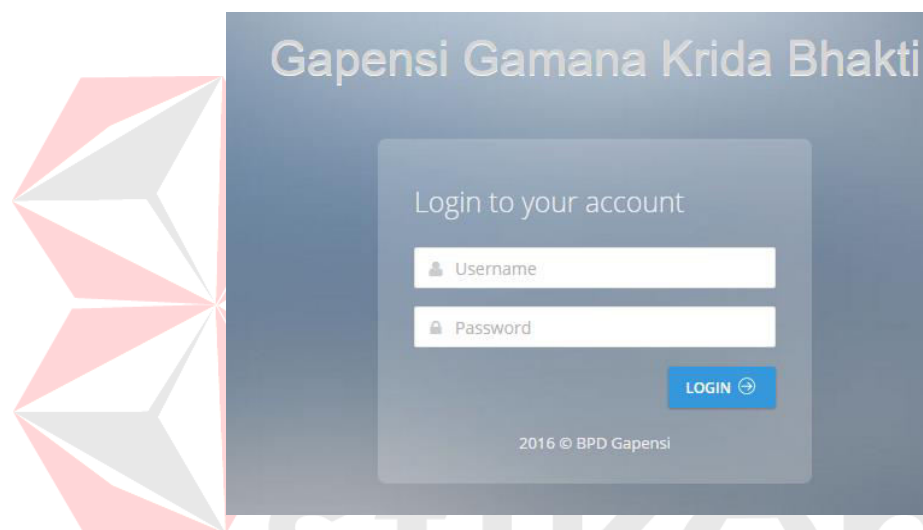 Gapensi Gamana Krida Bhakti
Login to your account
Username
Password
LOGIN
2016 © BPD Gapensi